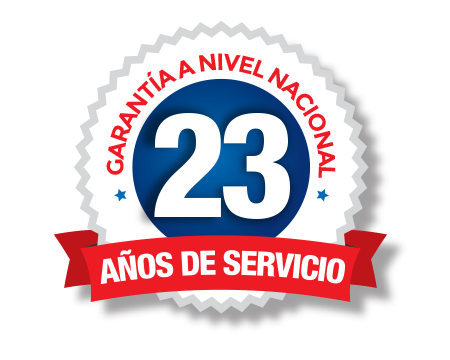 GARANTÍA A NIVEL NACIONAL
23
AÑOS DE SERVICIO